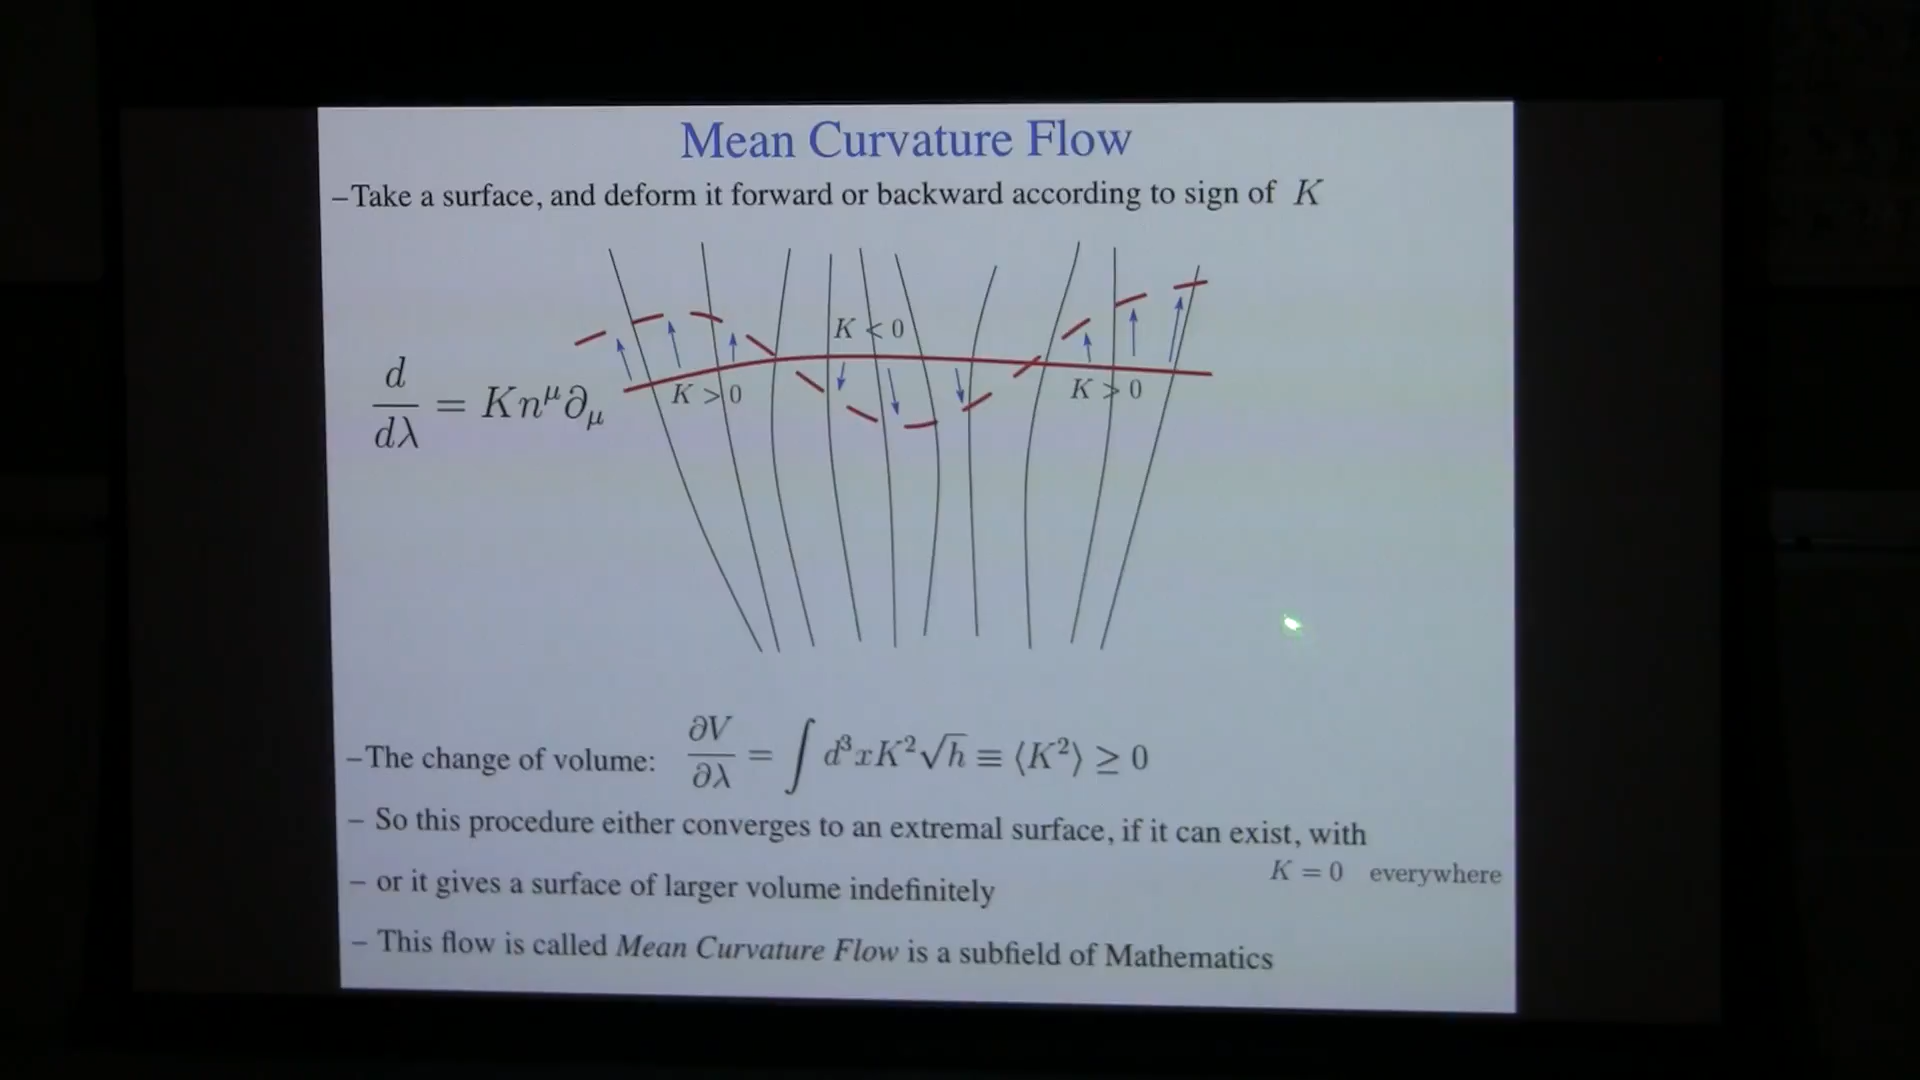 Mean Curvature Flow
–Take a surface, and deform it forward or backward according to sign of K
K < 0
d/dλ = Kn^μ∂_μ
K > 0
K > 0
–The change of volume: ∂V/∂λ = ∫ d³xK²√h ≡ ⟨K²⟩ ≥ 0
– So this procedure either converges to an extremal surface, if it can exist, with
K = 0 everywhere
– or it gives a surface of larger volume indefinitely
– This flow is called Mean Curvature Flow is a subfield of Mathematics